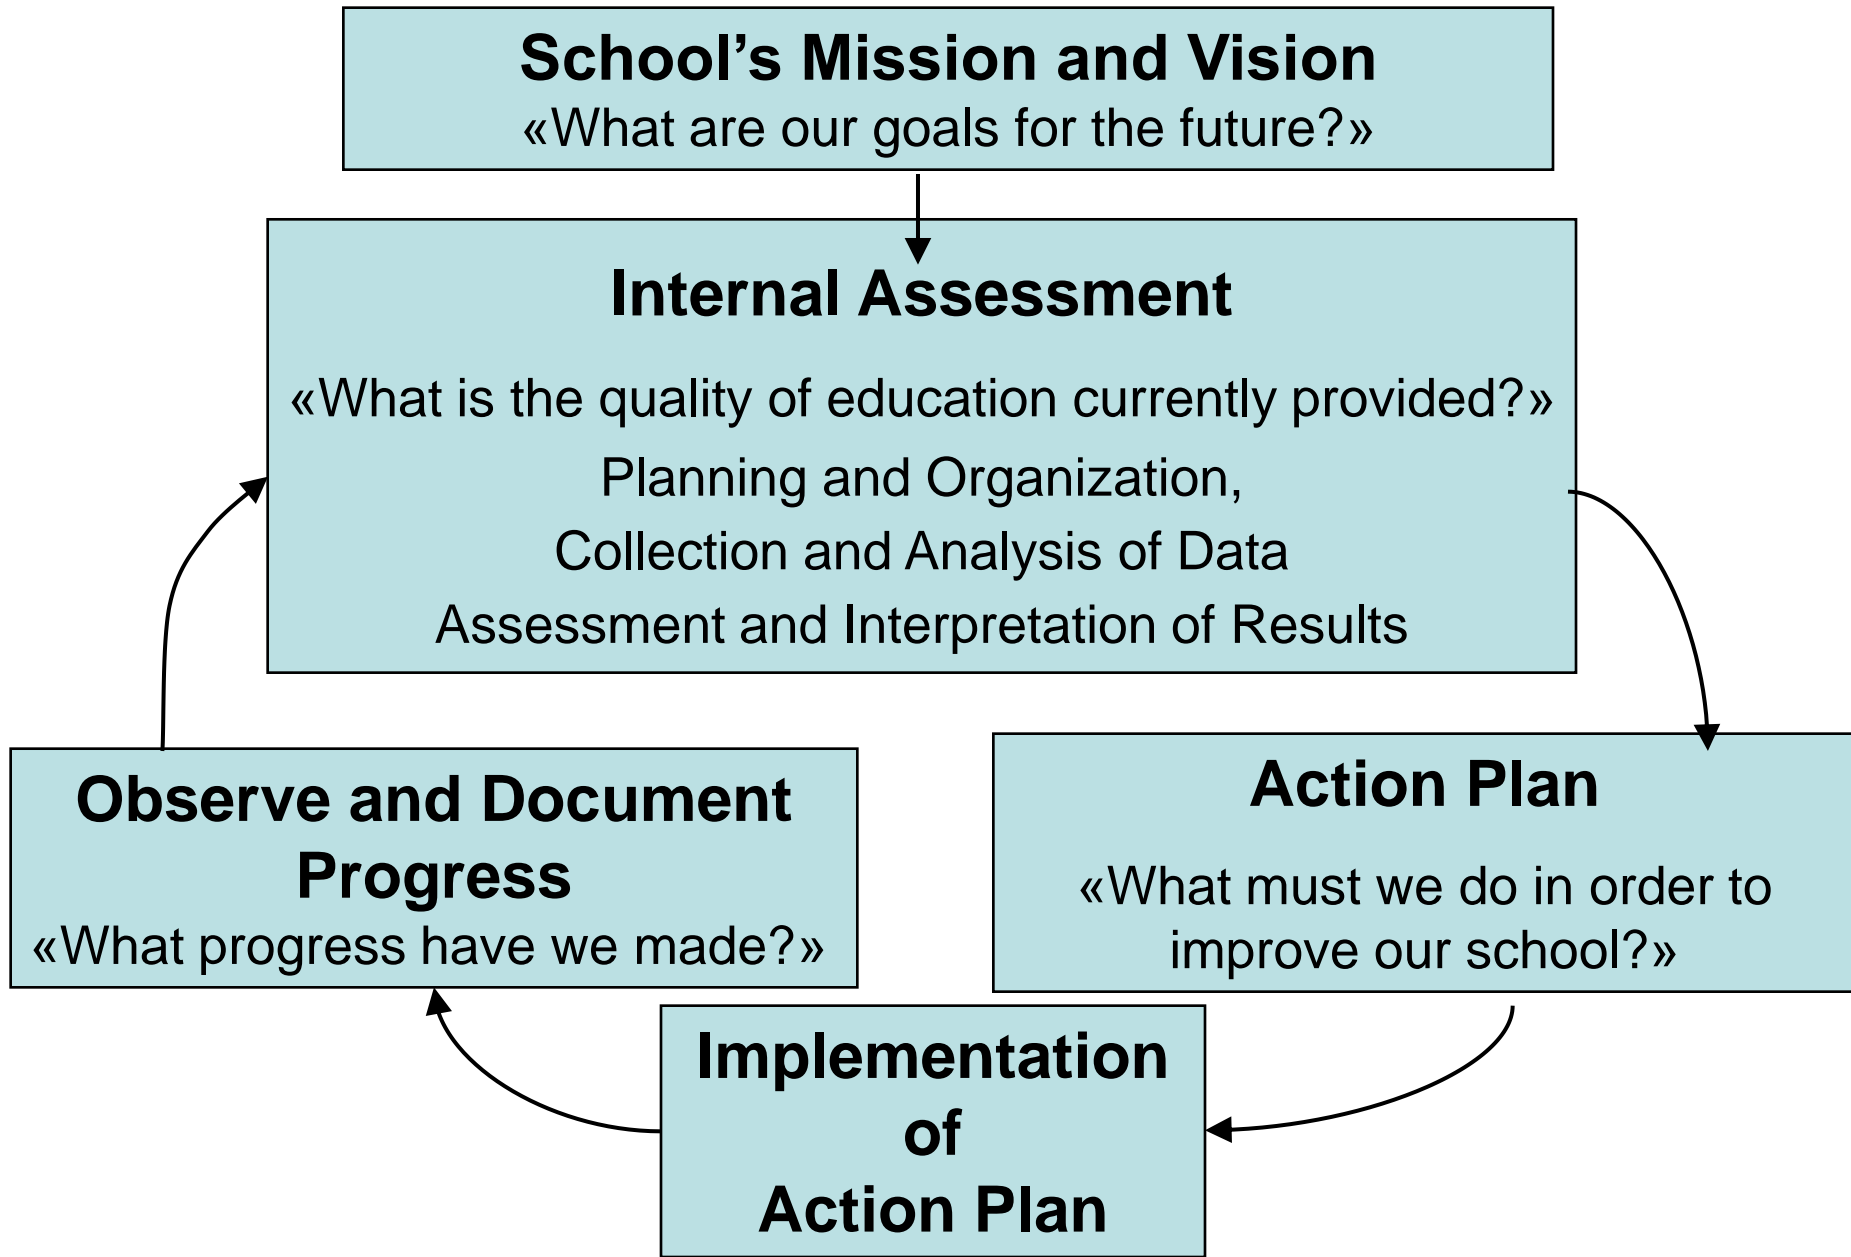 School’s Mission and Vision
«What are our goals for the future?»
Internal Assessment
«What is the quality of education currently provided?»
Planning and Organization,
Collection and Analysis of Data
Assessment and Interpretation of Results
Observe and Document
Progress
«What progress have we made?»
Action Plan
«What must we do in order to
improve our school?»
Implementation
of
Action Plan